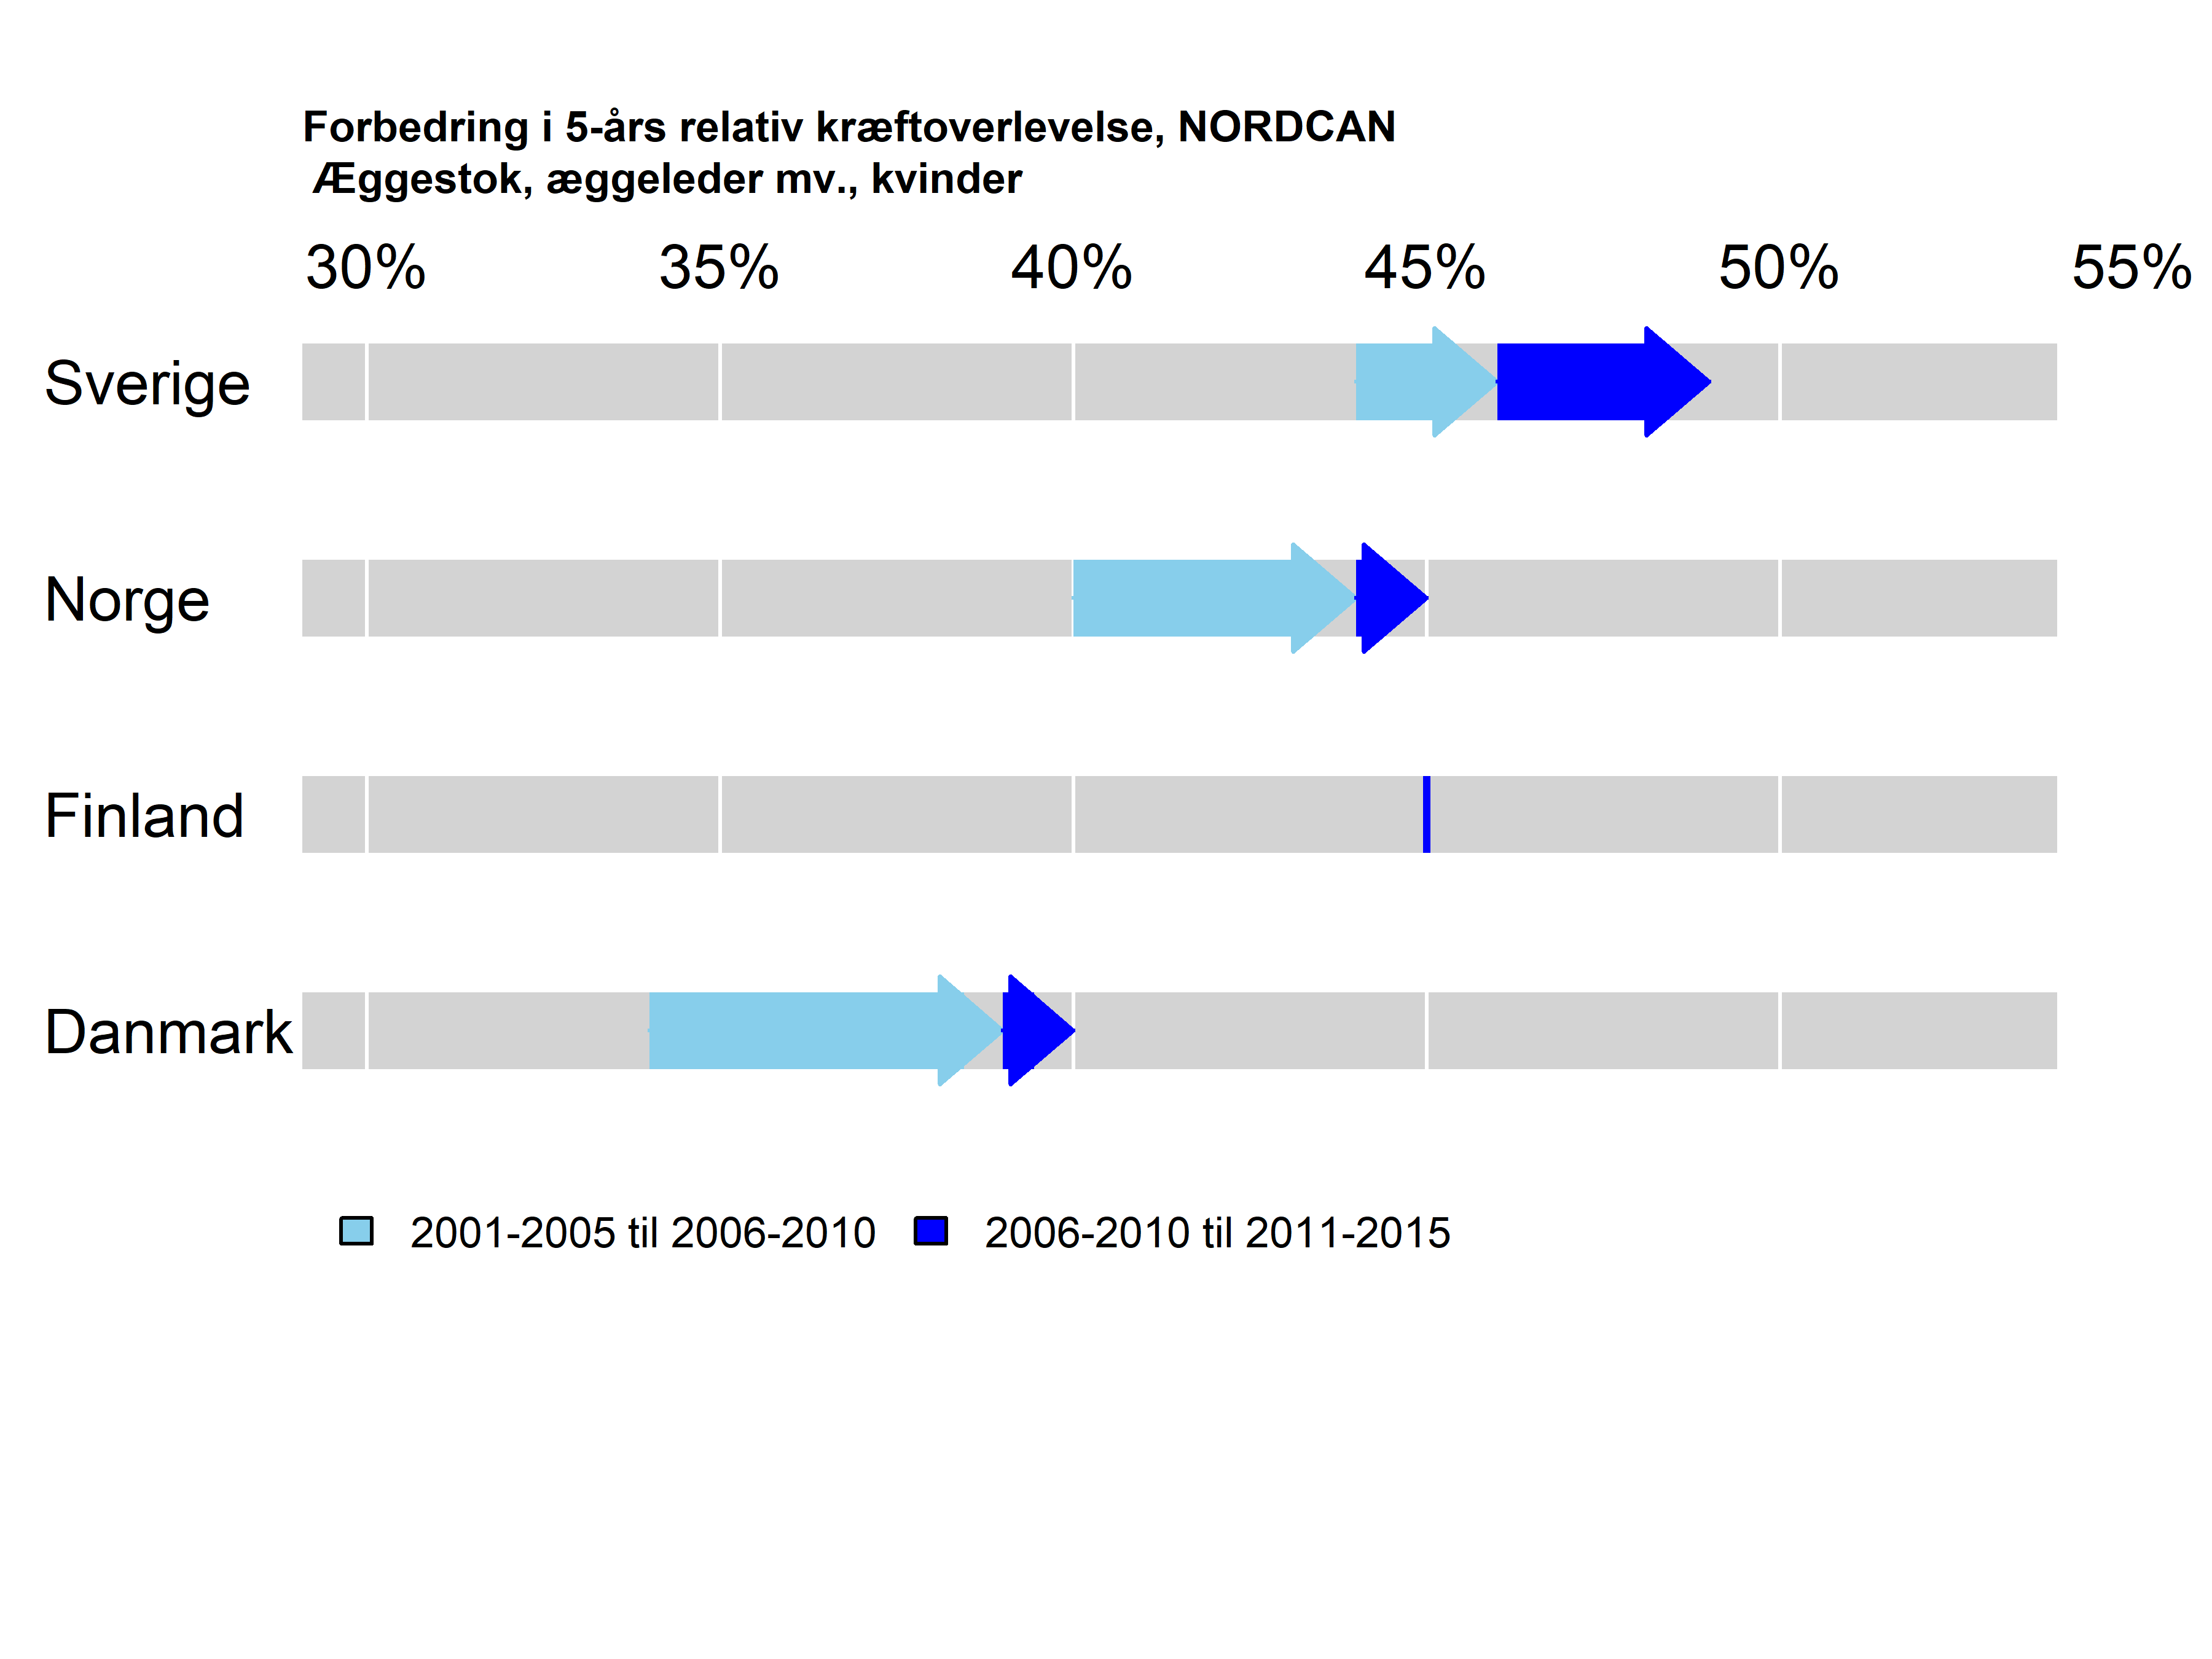 Forbedring i 5-års relativ kræftoverlevelse, NORDCAN
Æggestok, æggeleder mv., kvinder
30% 35% 40% 45% 50% 55%
Sverige
Norge
Finland
Danmark
2001-2005 til 2006-2010 2006-2010 til 2011-2015